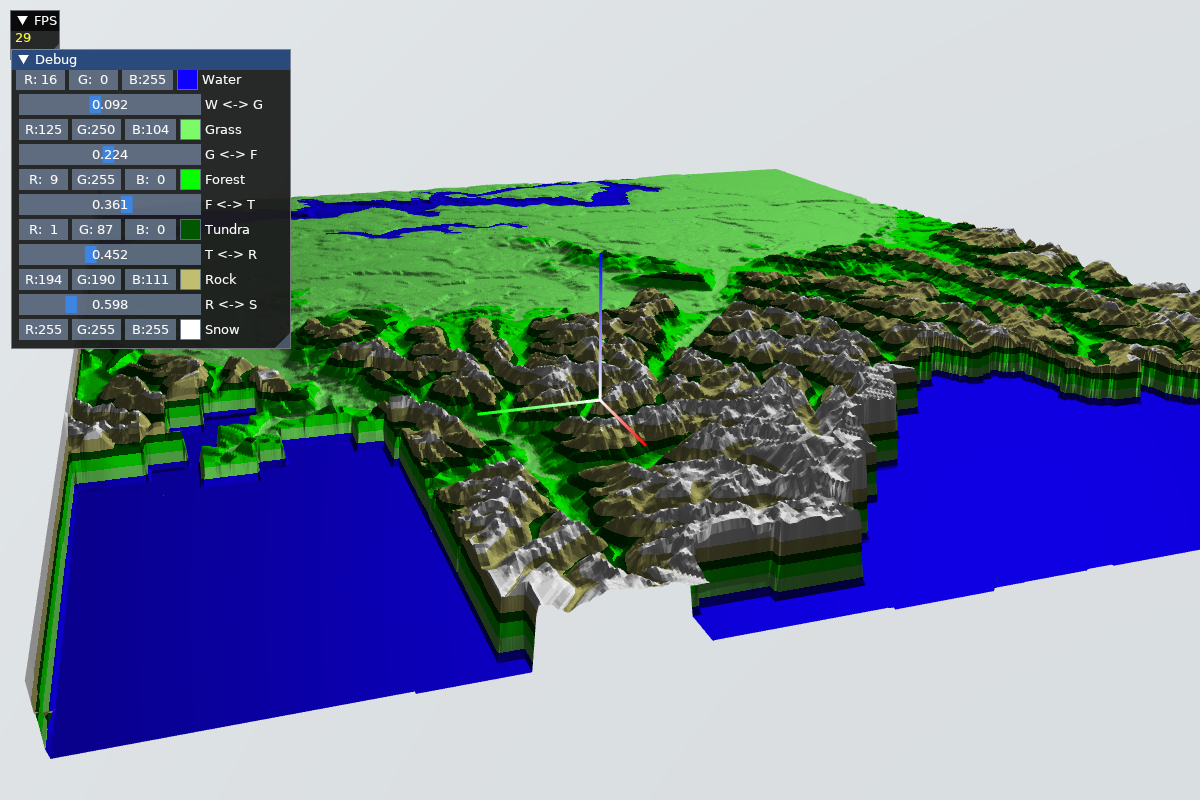 ▼ FPS
29
▼ Debug
R: 16 G: 0 B:255 Water
0.092 W <-> G
R:125 G:250 B:104 Grass
0.224 G <-> F
R: 9 G:255 B: 0 Forest
0.361 F <-> T
R: 1 G: 87 B: 0 Tundra
0.452 T <-> R
R:194 G:190 B:111 Rock
0.598 R <-> S
R:255 G:255 B:255 Snow